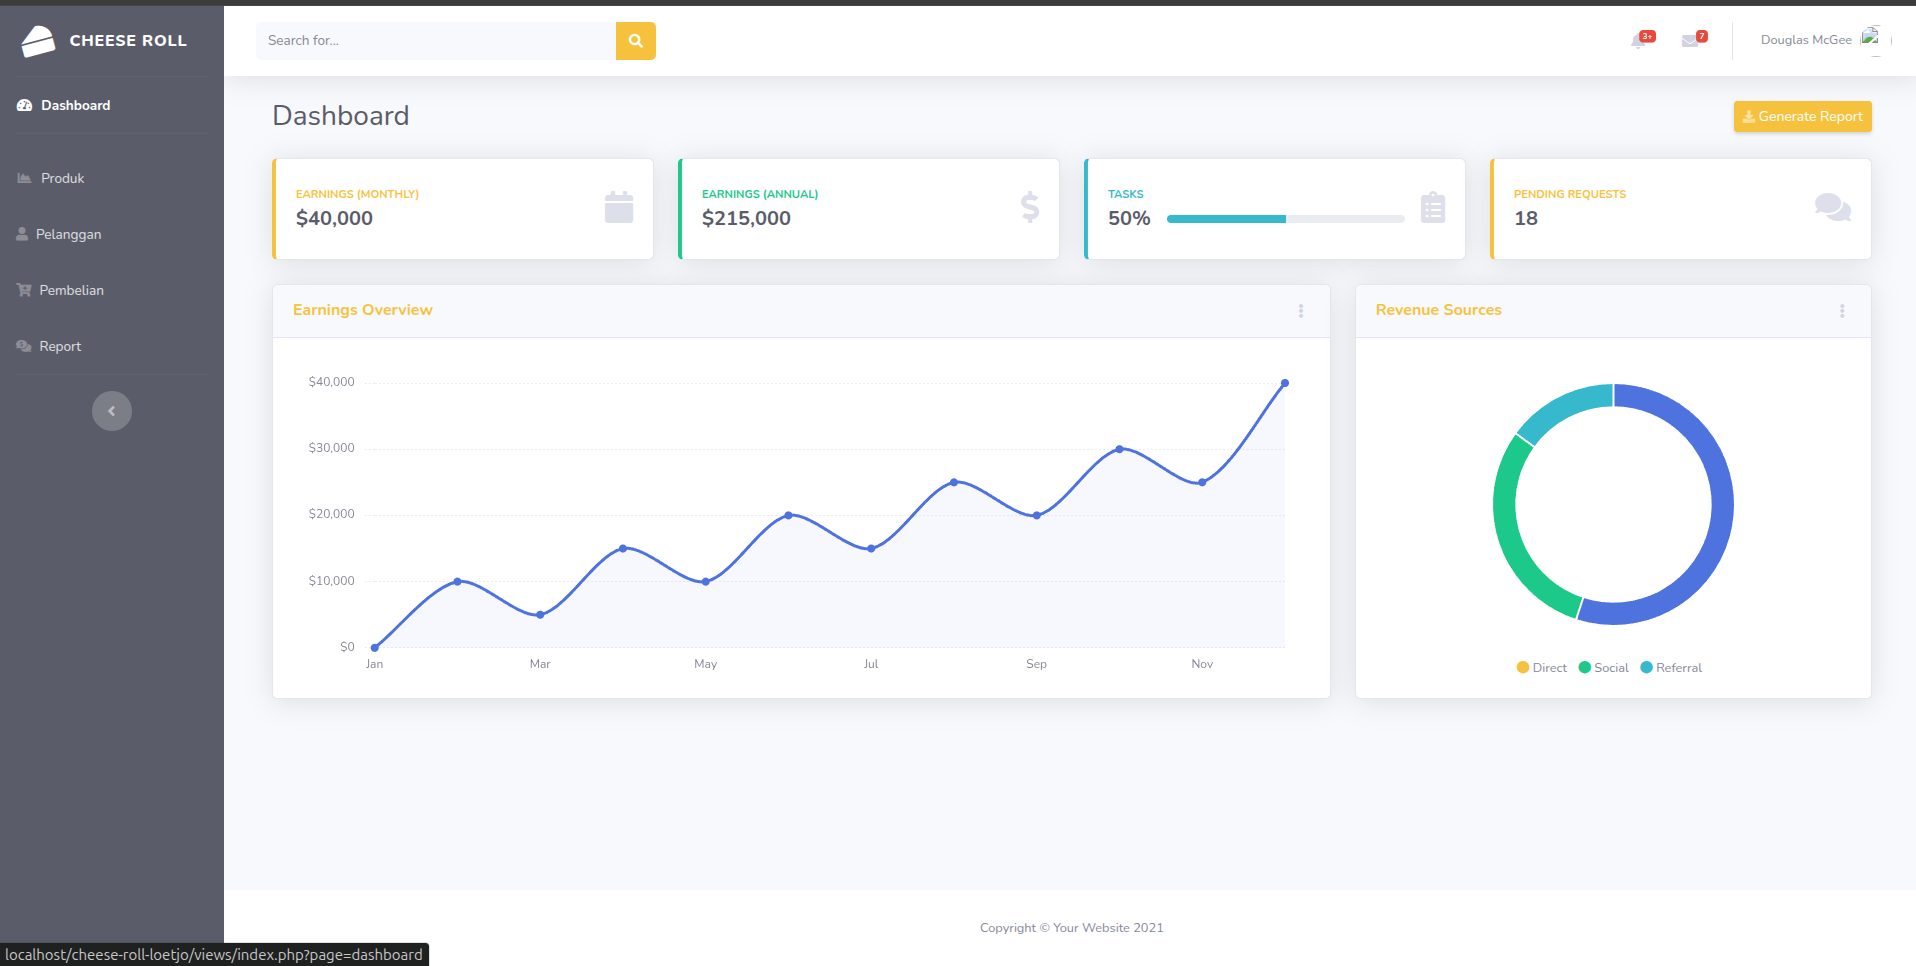 CHEESE ROLL
Search for...
3+
7
Douglas McGee
Dashboard
Produk
Pelanggan
Pembelian
Report
Dashboard
Generate Report
EARNINGS (MONTHLY)
$40,000
EARNINGS (ANNUAL)
$215,000
TASKS
50%
PENDING REQUESTS
18
Earnings Overview
$40,000
$30,000
$20,000
$10,000
$0
Jan Mar May Jul Sep Nov
Revenue Sources
Direct Social Referral
Copyright © Your Website 2021
localhost/cheese-roll-loetjo/views/index.php?page=dashboard